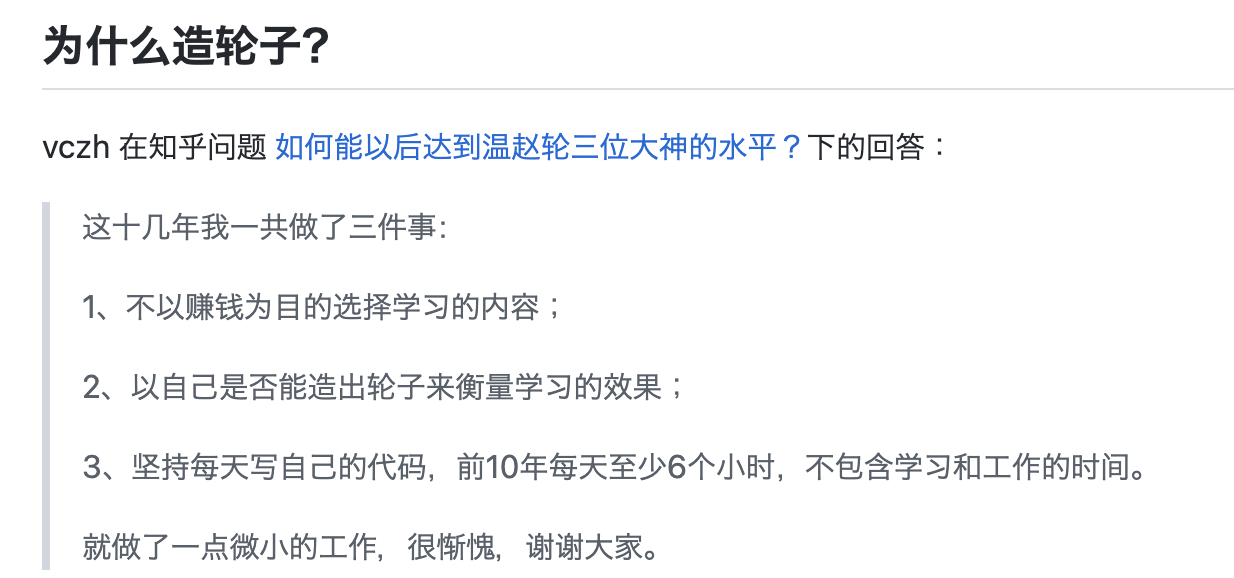 为什么造轮子?
vczh 在知乎问题 如何能以后达到温赵轮三位大神的水平？下的回答：
这十几年我一共做了三件事:
1、不以赚钱为目的选择学习的内容；
2、以自己是否能造出轮子来衡量学习的效果；
3、坚持每天写自己的代码，前10年每天至少6个小时，不包含学习和工作的时间。
就做了一点微小的工作，很惭愧，谢谢大家。